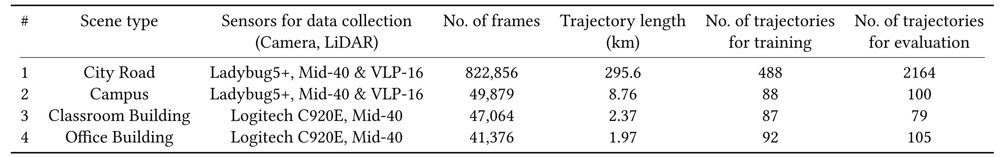 # Scene type Sensors for data collection No. of frames Trajectory length No. of trajectories No. of trajectories
(Camera, LiDAR) (km) for training for evaluation
1 City Road Ladybug5+, Mid-40 & VLP-16 822,856 295.6 488 2164
2 Campus Ladybug5+, Mid-40 & VLP-16 49,879 8.76 88 100
3 Classroom Building Logitech C920E, Mid-40 47,064 2.37 87 79
4 Office Building Logitech C920E, Mid-40 41,376 1.97 92 105